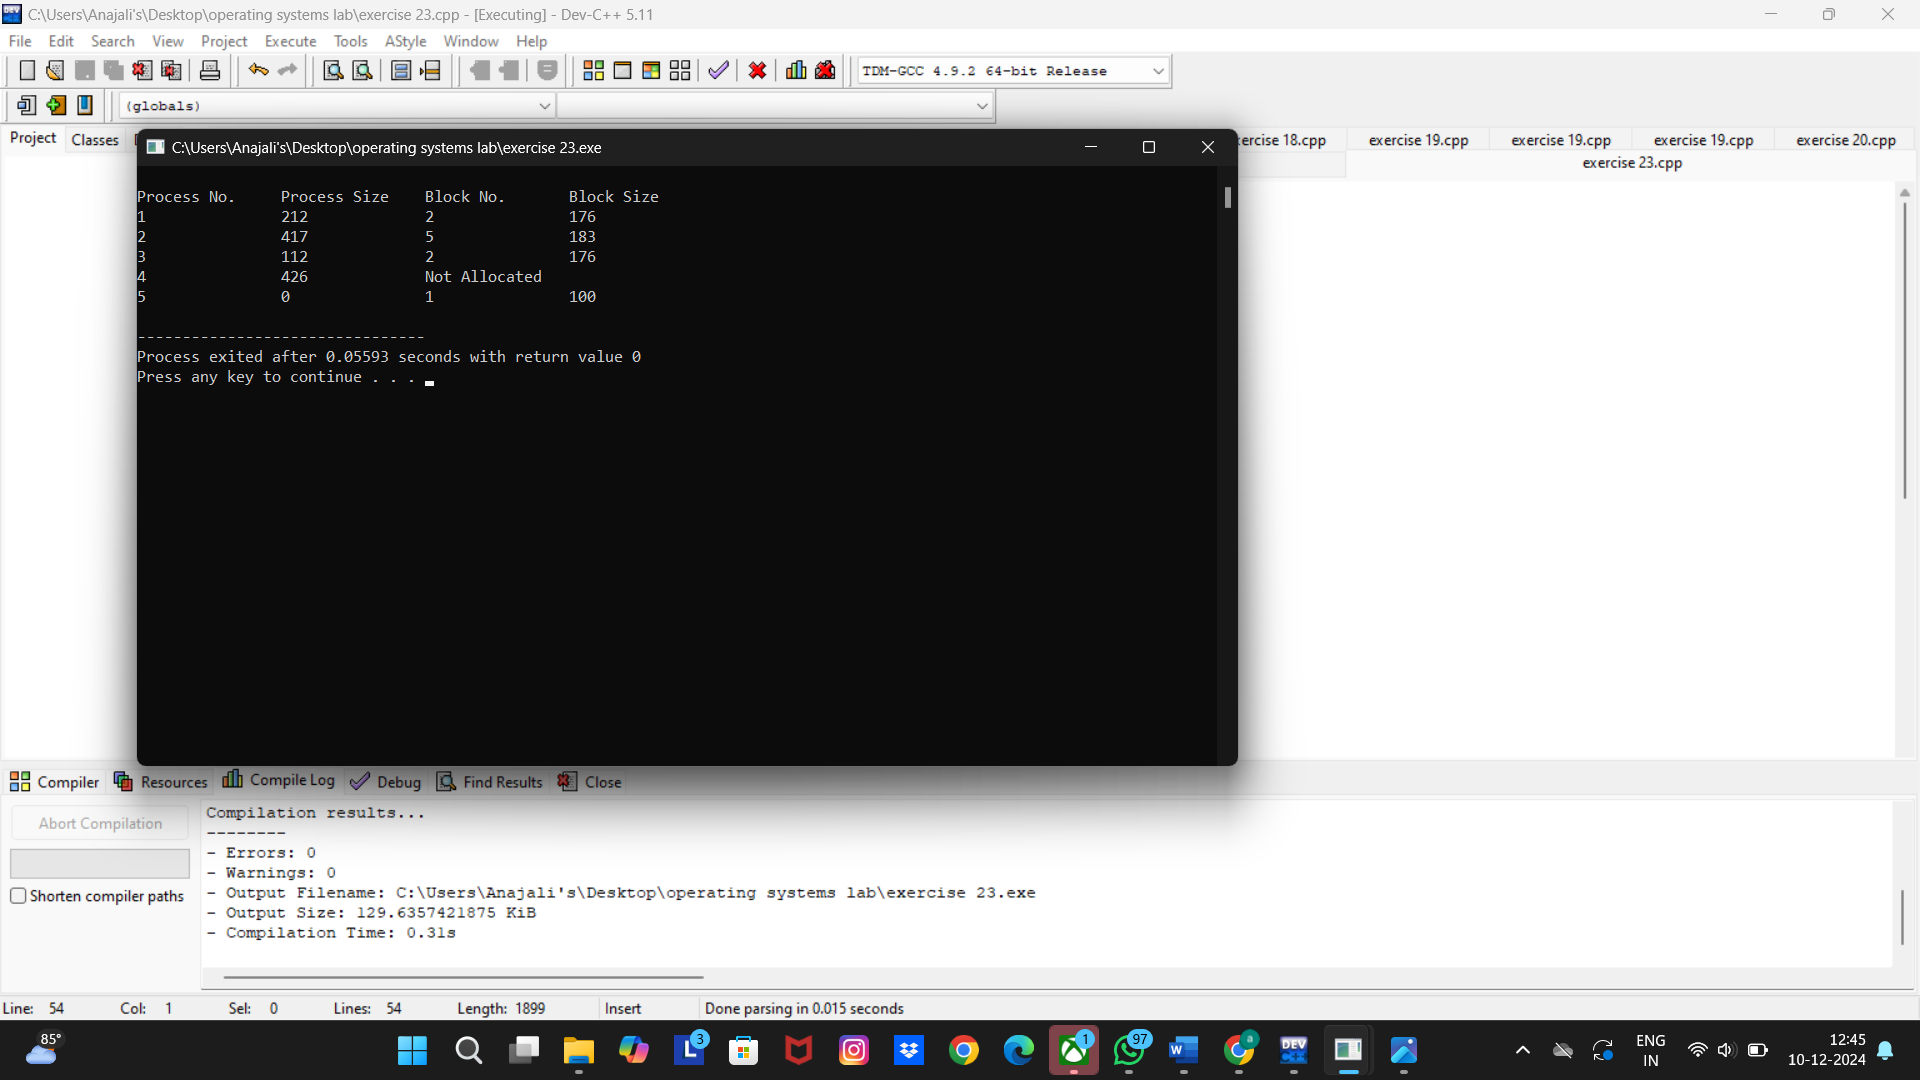 C:\Users\Anajali's\Desktop\operating systems lab\exercise 23.cpp - [Executing] - Dev-C++ 5.11
File Edit Search View Project Execute Tools AStyle Window Help
TDM-GCC 4.9.2 64-bit Release
(globals)
Project Classes
exercise 19.cpp exercise 19.cpp exercise 19.cpp exercise 20.cpp
exercise 23.cpp
C:\Users\Anajali's\Desktop\operating systems lab\exercise 23.exe
Process No. Process Size Block No. Block Size
1 212 2 176
2 417 5 183
3 112 2 176
4 426 Not Allocated
5 0 1 100
--------------------------------
Process exited after 0.05593 seconds with return value 0
Press any key to continue . . .
Compiler Resources Compile Log Debug Find Results Close
Abort Compilation
Shorten compiler paths
Compilation results...
--------
- Errors: 0
- Warnings: 0
- Output Filename: C:\Users\Anajali's\Desktop\operating systems lab\exercise 23.exe
- Output Size: 129.6357421875 KiB
- Compilation Time: 0.31s
Line: 54 Col: 1 Sel: 0 Lines: 54 Length: 1899 Insert Done parsing in 0.015 seconds
85°
L 3
1
97
W
a
DEV C++
ENG
IN
12:45
10-12-2024